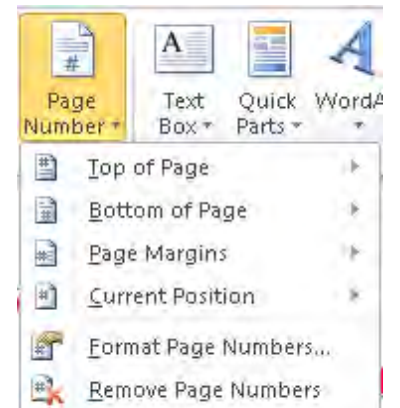 Page Text Quick WordA
Number Box Parts
Top of Page
Bottom of Page
Page Margins
Current Position
Format Page Numbers...
Remove Page Numbers